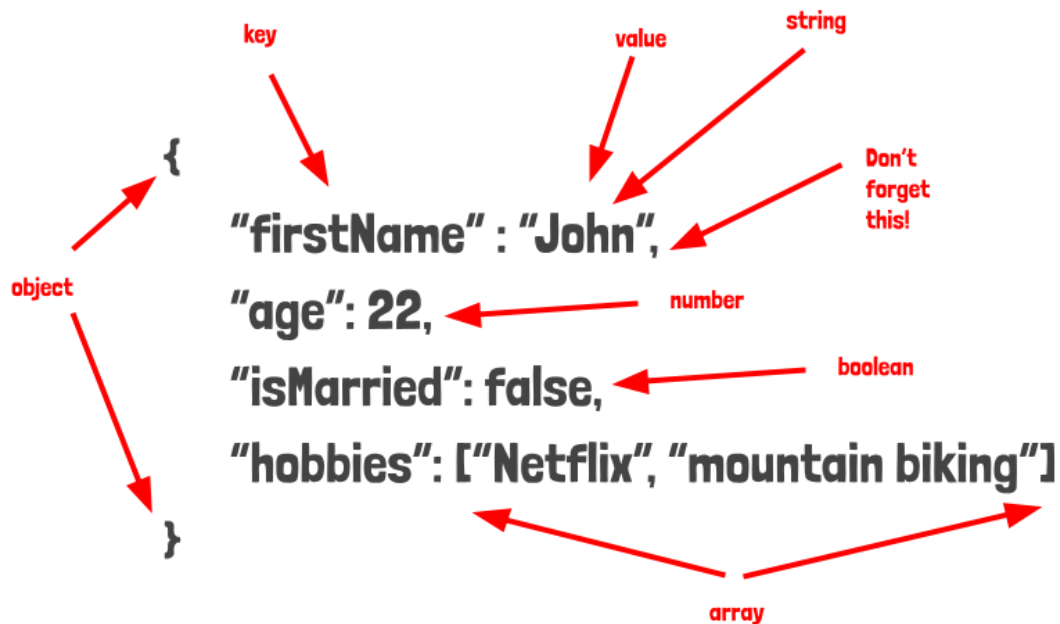 key
value
string
{
Don't
forget
this!
"firstName" : "John",
object
"age": 22,
number
"isMarried": false,
boolean
"hobbies": ["Netflix", "mountain biking"]
}
array